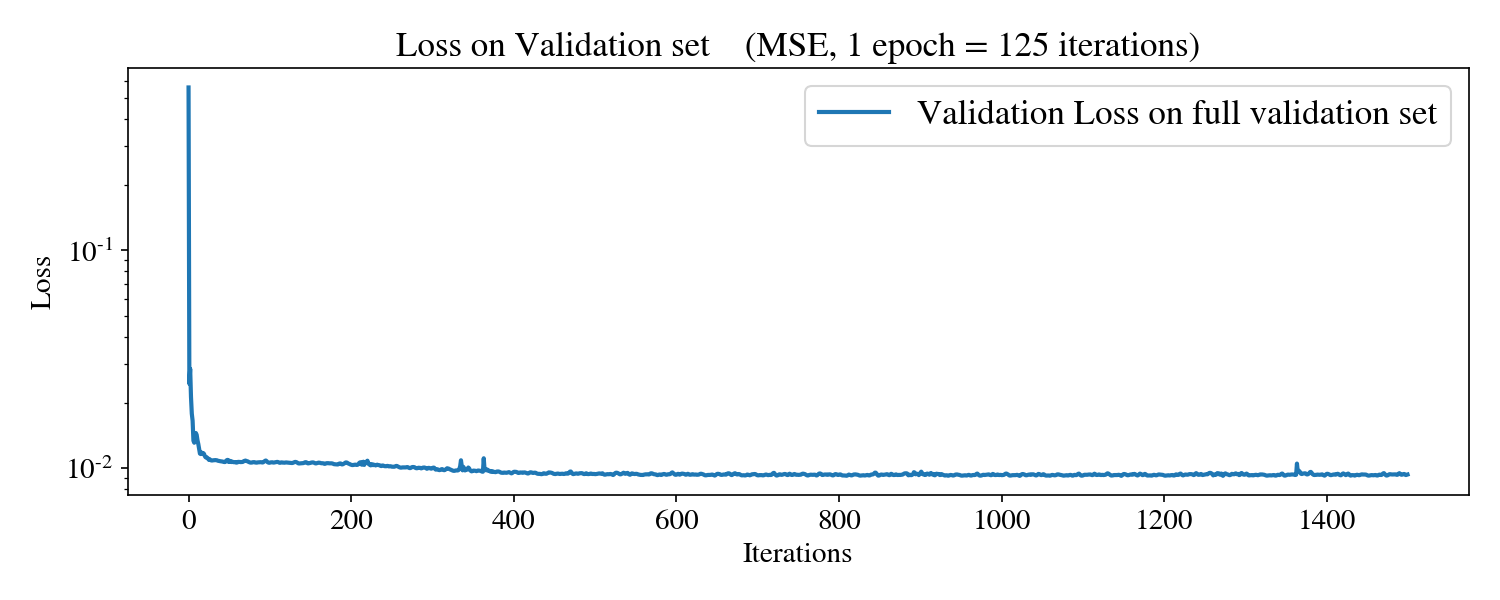 Loss on Validation set    (MSE, 1 epoch = 125 iterations)
Validation Loss on full validation set
Loss
10⁻¹
10⁻²
0 200 400 600 800 1000 1200 1400
Iterations